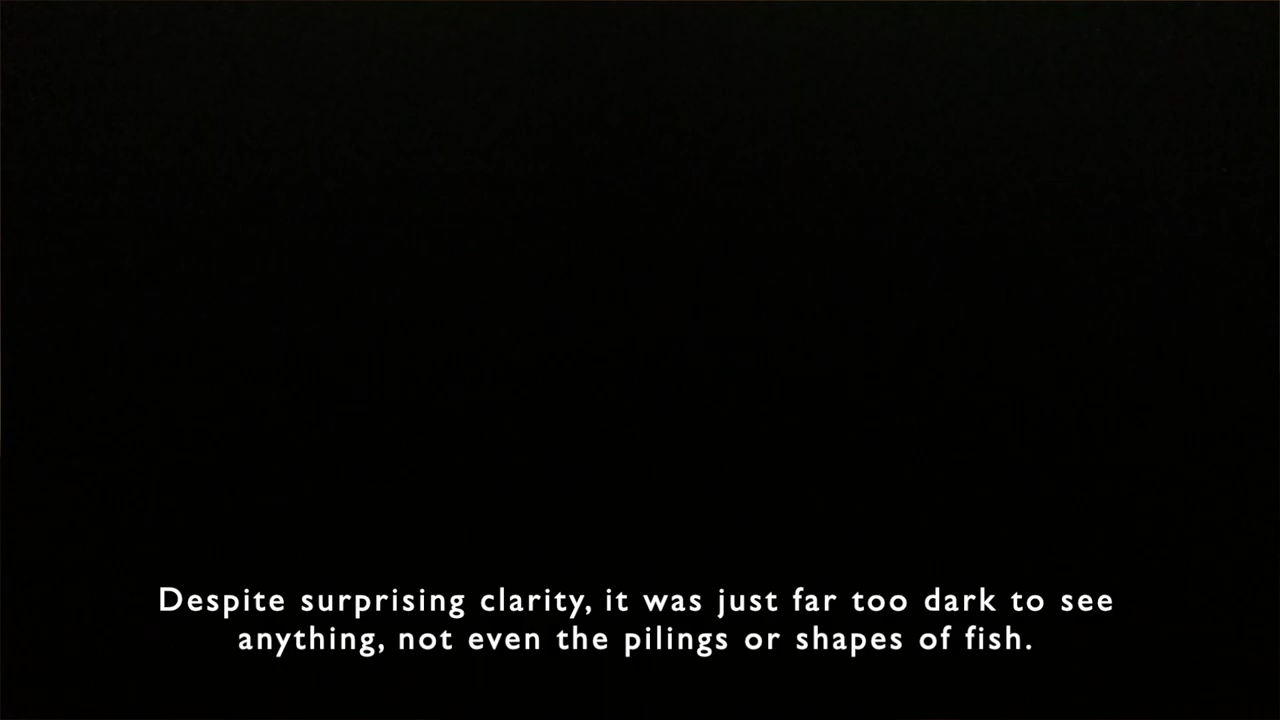 Despite surprising clarity, it was just far too dark to see
anything, not even the pilings or shapes of fish.